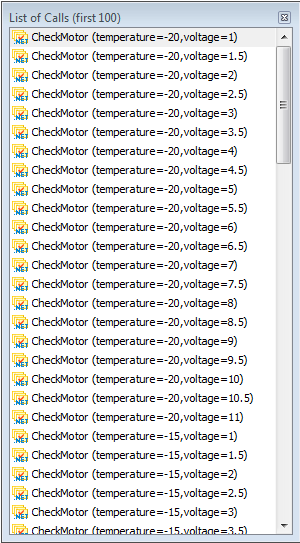 List of Calls (first 100)
CheckMotor (temperature=-20,voltage=1)
CheckMotor (temperature=-20,voltage=1.5)
CheckMotor (temperature=-20,voltage=2)
CheckMotor (temperature=-20,voltage=2.5)
CheckMotor (temperature=-20,voltage=3)
CheckMotor (temperature=-20,voltage=3.5)
CheckMotor (temperature=-20,voltage=4)
CheckMotor (temperature=-20,voltage=4.5)
CheckMotor (temperature=-20,voltage=5)
CheckMotor (temperature=-20,voltage=5.5)
CheckMotor (temperature=-20,voltage=6)
CheckMotor (temperature=-20,voltage=6.5)
CheckMotor (temperature=-20,voltage=7)
CheckMotor (temperature=-20,voltage=7.5)
CheckMotor (temperature=-20,voltage=8)
CheckMotor (temperature=-20,voltage=8.5)
CheckMotor (temperature=-20,voltage=9)
CheckMotor (temperature=-20,voltage=9.5)
CheckMotor (temperature=-20,voltage=10)
CheckMotor (temperature=-20,voltage=10.5)
CheckMotor (temperature=-20,voltage=11)
CheckMotor (temperature=-15,voltage=1)
CheckMotor (temperature=-15,voltage=1.5)
CheckMotor (temperature=-15,voltage=2)
CheckMotor (temperature=-15,voltage=2.5)
CheckMotor (temperature=-15,voltage=3)
CheckMotor (temperature=-15,voltage=3.5)